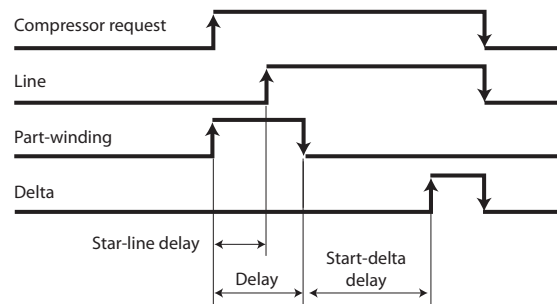 Compressor request
Line
Part-winding
Delta
Star-line delay
Delay
Start-delta
delay